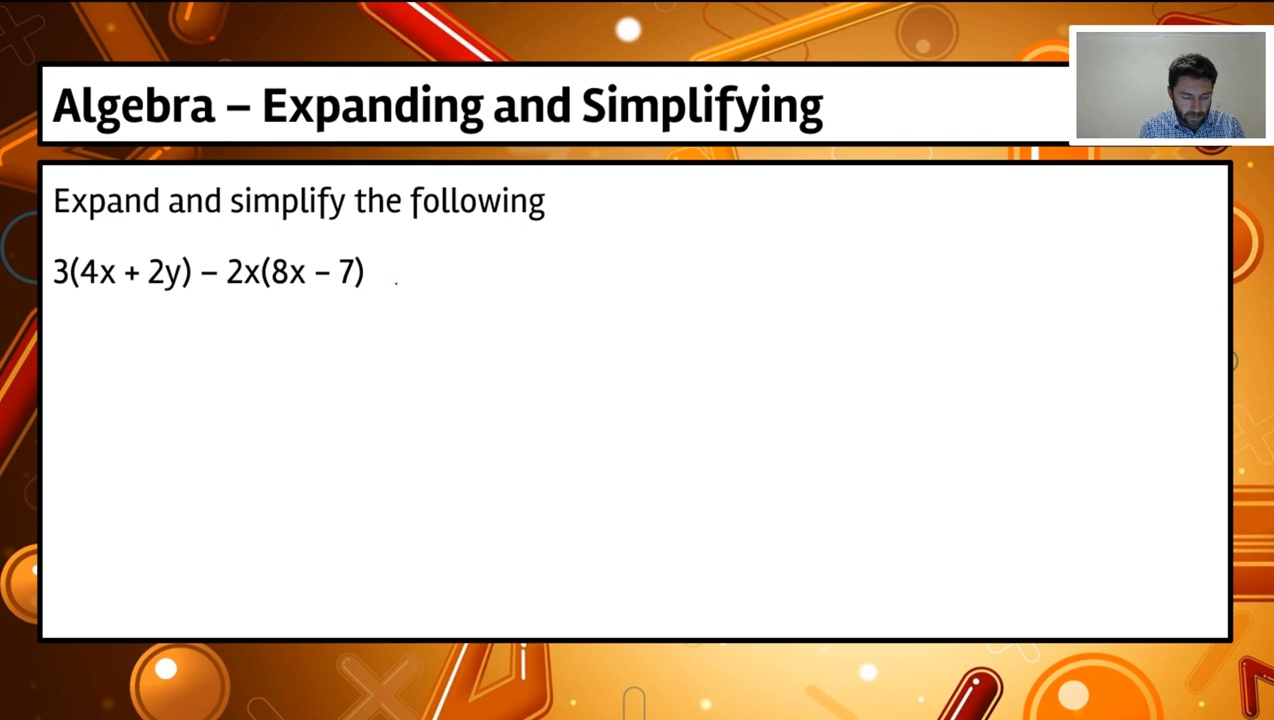 Algebra – Expanding and Simplifying
Expand and simplify the following
3(4x + 2y) – 2x(8x – 7)